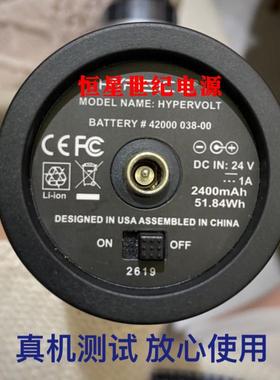 恒星世纪电源
MODEL NAME: HYPERVOLT
BATTERY # 42000 038-00
DC IN: 24 V
1A
2400mAh
51.84Wh
Li-ion
DESIGNED IN USA ASSEMBLED IN CHINA
ON OFF
2619
真机测试 放心使用